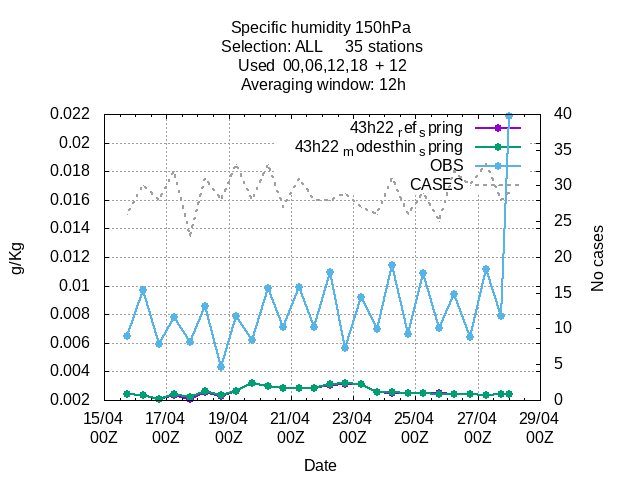 Specific humidity 150hPa
Selection: ALL 35 stations
Used 00,06,12,18 + 12
Averaging window: 12h
g/Kg
0.022
0.02
0.018
0.016
0.014
0.012
0.01
0.008
0.006
0.004
0.002
43h22 refspring
43h22 modesthinspring
OBS
CASES
40
35
30
25
20
15
10
5
0
No cases
15/04 17/04 19/04 21/04 23/04 25/04 27/04 29/04
00Z 00Z 00Z 00Z 00Z 00Z 00Z 00Z
Date